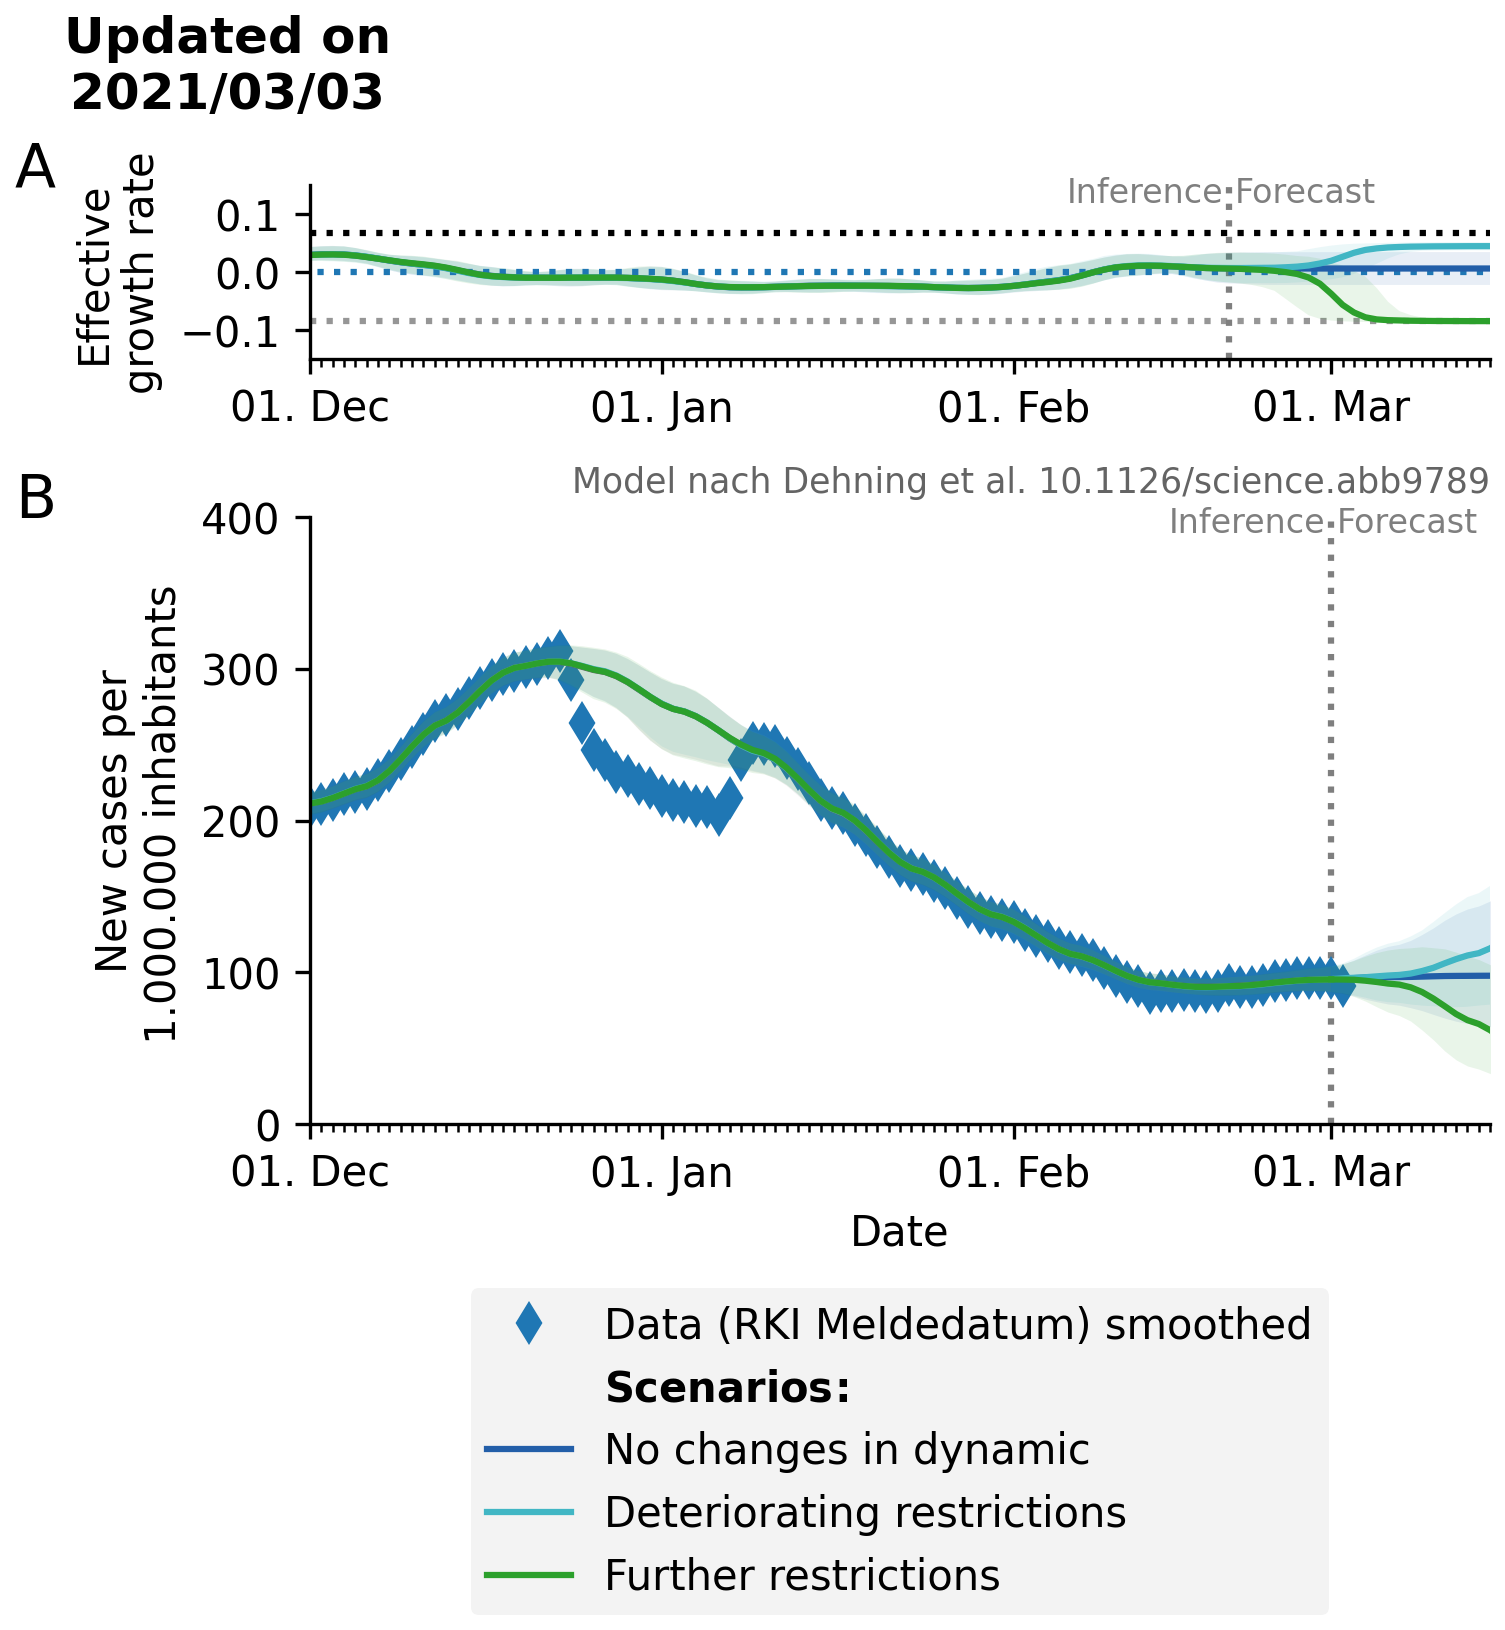 Updated on
2021/03/03
A
Effective
growth rate
0.1
0.0
−0.1
Inference Forecast
01. Dec 01. Jan 01. Feb 01. Mar
B
Model nach Dehning et al. 10.1126/science.abb9789
Inference Forecast
New cases per
1.000.000 inhabitants
400
300
200
100
0
01. Dec 01. Jan 01. Feb 01. Mar
Date
Data (RKI Meldedatum) smoothed
Scenarios:
No changes in dynamic
Deteriorating restrictions
Further restrictions